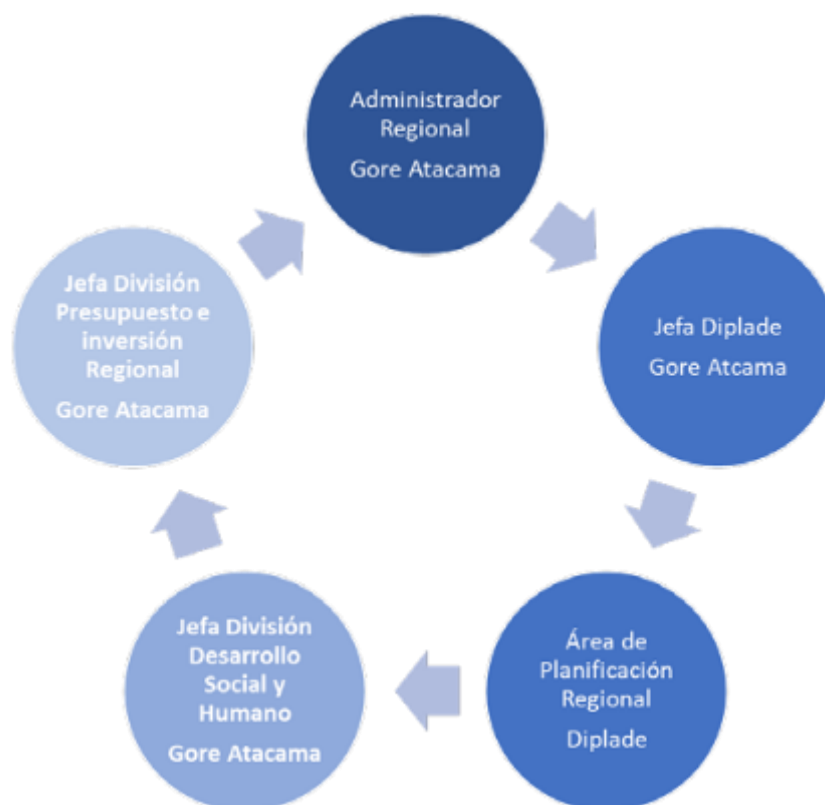 Administrador
Regional
Gore Atacama
Jefa Diplade
Gore Atcama
Área de
Planificación
Regional
Diplade
Jefa División
Desarrollo
Social y
Humano
Gore Atacama
Jefa División
Presupuesto e
inversión
Regional
Gore Atacama